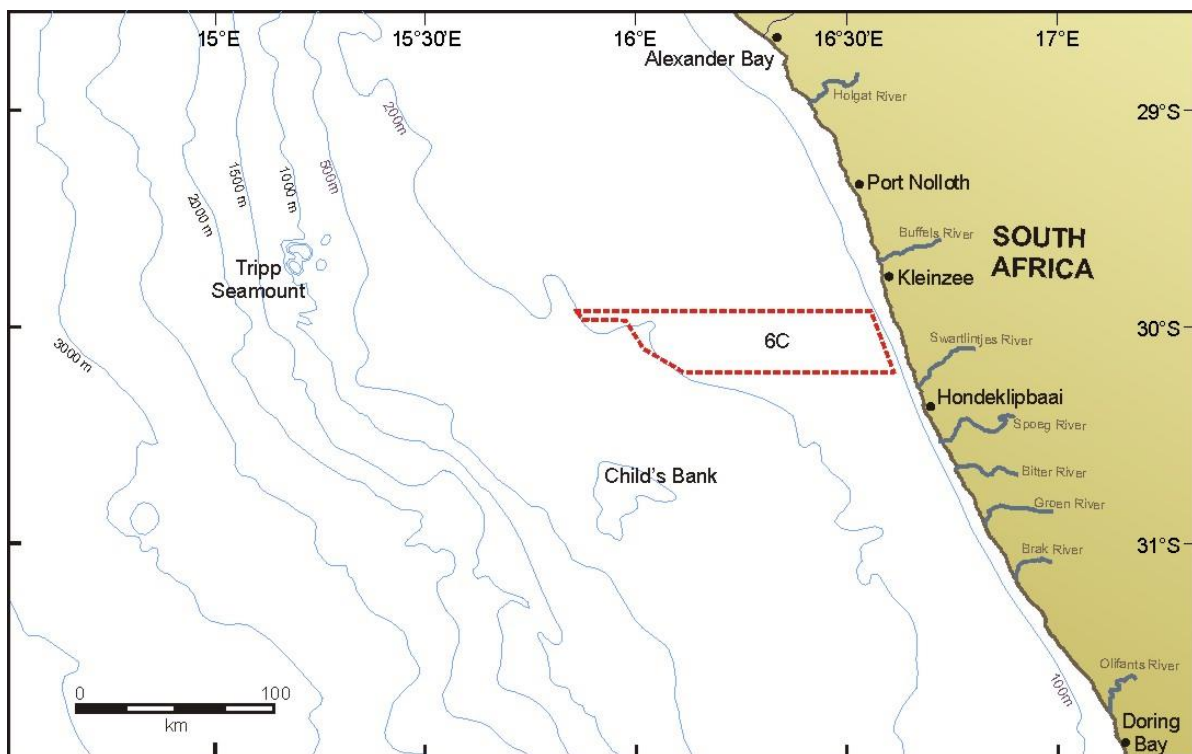 15°E
15°30'E
16°E
16°30'E
17°E
Alexander Bay
Holgat River
29°S
200m
Port Nolloth
500m
1000 m
1500 m
2000 m
Buffels River
SOUTH
AFRICA
Tripp
Seamount
Kleinzee
30°S
6C
3000 m
Swartlintjes River
Hondeklipbaai
Spoeg River
Child's Bank
Bitter River
Groen River
31°S
Brak River
Olifants River
100m
0
100
km
Doring
Bay